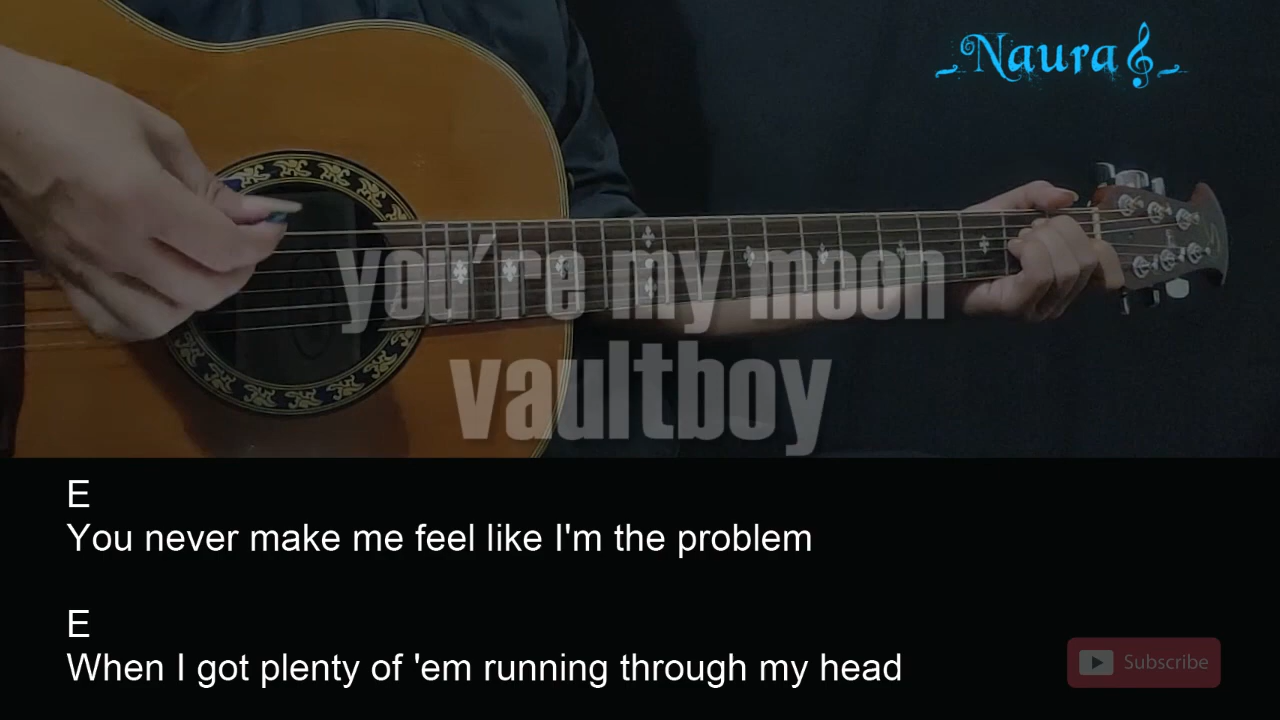 Naura
you're my moon
vaultboy
E
You never make me feel like I'm the problem
E
When I got plenty of 'em running through my head
Subscribe